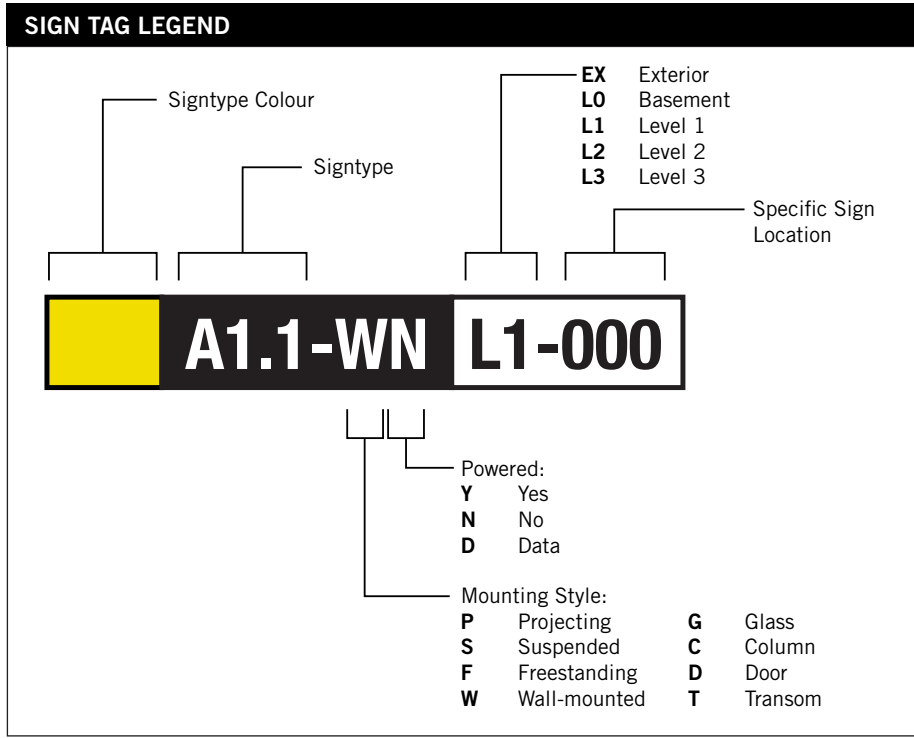 SIGN TAG LEGEND
EX Exterior
L0 Basement
L1 Level 1
L2 Level 2
L3 Level 3
Signtype Colour
Signtype
Specific Sign
Location
A1.1-WN L1-000
Powered:
Y Yes
N No
D Data
Mounting Style:
P Projecting G Glass
S Suspended C Column
F Freestanding D Door
W Wall-mounted T Transom